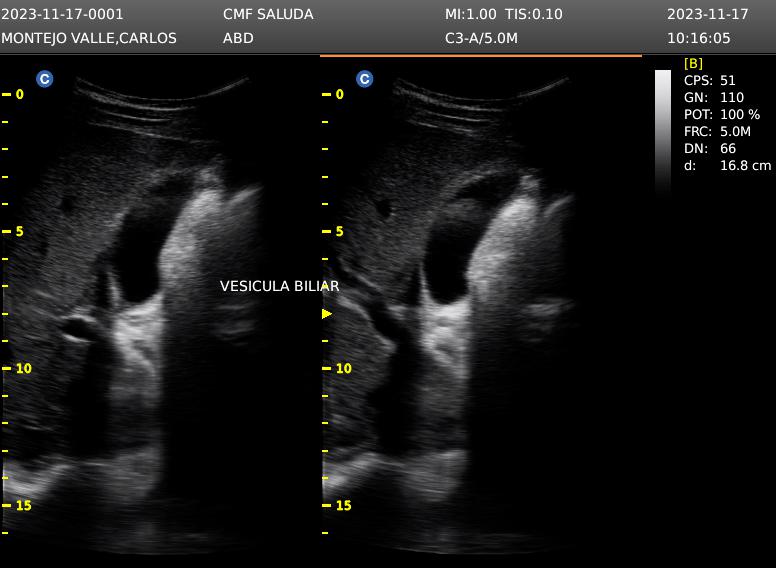 2023-11-17-0001 CMF SALUDA MI:1.00 TIS:0.10 2023-11-17
MONTEJO VALLE,CARLOS ABD C3-A/5.0M 10:16:05
C C
[B]
CPS: 51
GN: 110
POT: 100 %
FRC: 5.0M
DN: 66
d: 16.8 cm
0 0
5 5
VESICULA BILIAR
10 10
15 15